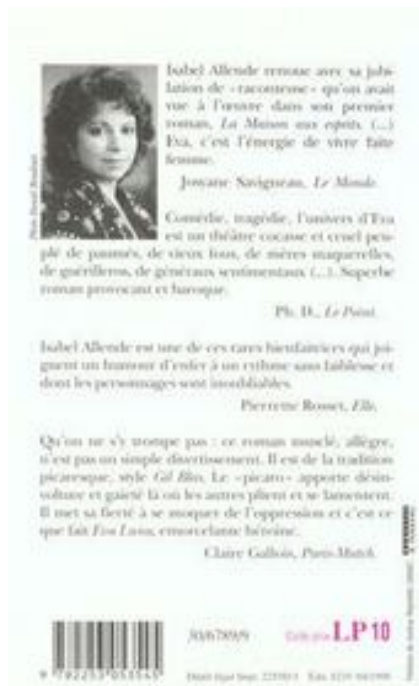 Isabel Allende renoue avec sa jubi-
lation de « raconteuse » qu'on avait
vue à l'œuvre dans son premier
roman, La Maison aux esprits. (...)
Eva, c'est l'énergie de vivre faite
femme.
Josyane Savigneau, Le Monde.
Comédie, tragédie, l'univers d'Eva
est un théâtre cocasse et cruel peu-
plé de paumés, de vieux fous, de mères maquerelles,
de guérilleros, de généraux sentimentaux (...). Superbe
roman provocant et baroque.
Ph. D., Le Point.
Isabel Allende est une de ces rares bienfaitrices qui joi-
gnent un humour d'enfer à un rythme sans faiblesse et
dont les personnages sont inoubliables.
Pierrette Rosset, Elle.
Qu'on ne s'y trompe pas : ce roman musclé, allègre,
n'est pas un simple divertissement. Il est de la tradition
picaresque, style Gil Blas. Le « picaro » apporte désin-
volture et gaieté là où les autres plient et se lamentent.
Il met sa fierté à se moquer de l'oppression et c'est ce
que fait Eva Luna, ensorcelante héroïne.
Claire Gallois, Paris-Match.
30/6789/9
LP 10
9 782253 053545